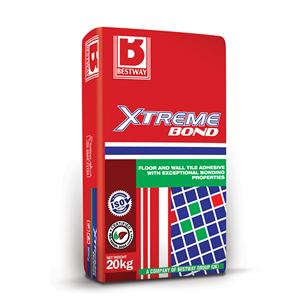 B
BESTWAY
XTREME
BOND
FLOOR AND WALL TILE ADHESIVE
WITH EXCEPTIONAL BONDING
PROPERTIES
ISO
NET WEIGHT
20kg
A COMPANY OF BESTWAY GROUP (UK)
XTREME